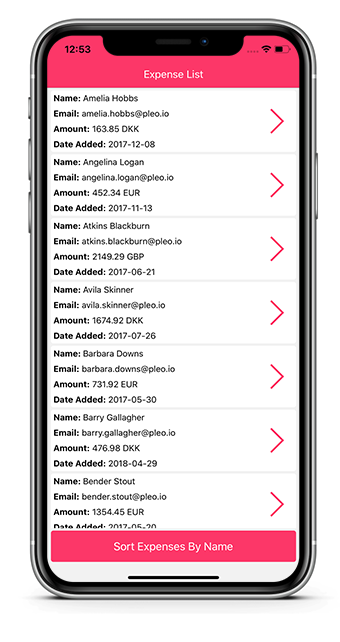 12:53
Expense List
Name: Amelia Hobbs
Email: amelia.hobbs@pleo.io
Amount: 163.85 DKK
Date Added: 2017-12-08
Name: Angelina Logan
Email: angelina.logan@pleo.io
Amount: 452.34 EUR
Date Added: 2017-11-13
Name: Atkins Blackburn
Email: atkins.blackburn@pleo.io
Amount: 2149.29 GBP
Date Added: 2017-06-21
Name: Avila Skinner
Email: avila.skinner@pleo.io
Amount: 1674.92 DKK
Date Added: 2017-07-26
Name: Barbara Downs
Email: barbara.downs@pleo.io
Amount: 731.92 EUR
Date Added: 2017-05-30
Name: Barry Gallagher
Email: barry.gallagher@pleo.io
Amount: 476.98 DKK
Date Added: 2018-04-29
Name: Bender Stout
Email: bender.stout@pleo.io
Amount: 1354.45 EUR
Date Added: 2017-05-20
Sort Expenses By Name